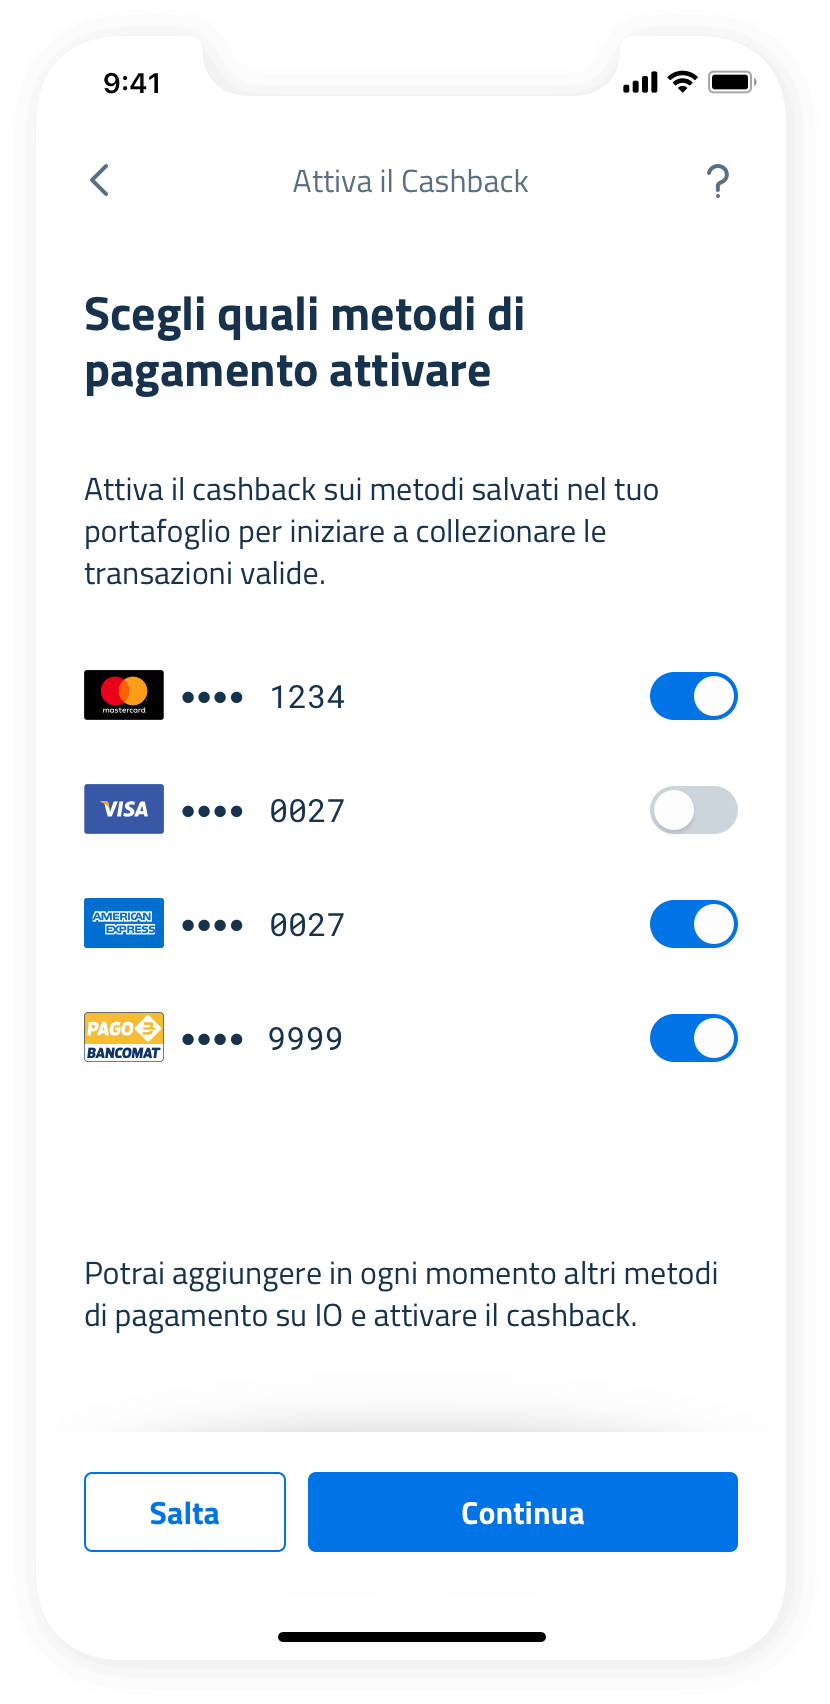 9:41
Attiva il Cashback
Scegli quali metodi di
pagamento attivare
Attiva il cashback sui metodi salvati nel tuo
portafoglio per iniziare a collezionare le
transazioni valide.
mastercard. •••• 1234
VISA •••• 0027
AMERICAN
EXPRESS •••• 0027
PAGO
BANCOMAT •••• 9999
Potrai aggiungere in ogni momento altri metodi
di pagamento su IO e attivare il cashback.
Salta Continua